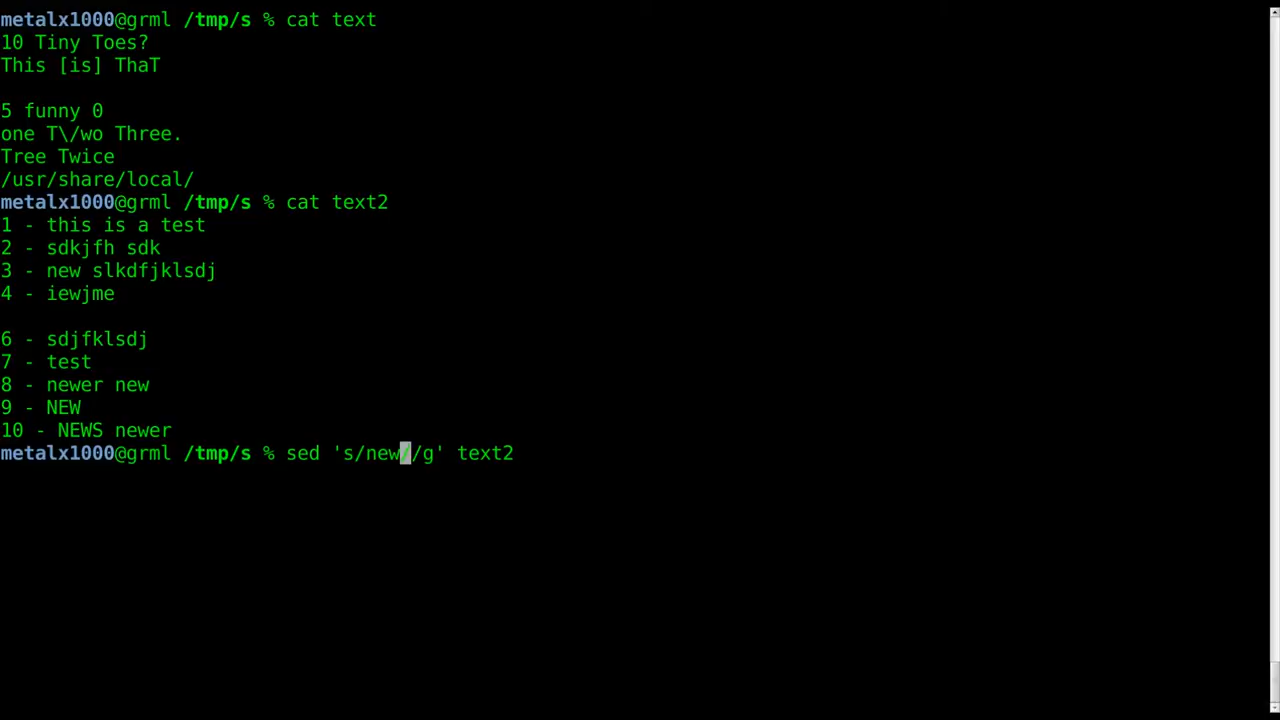 metalx1000@grml /tmp/s % cat text
10 Tiny Toes?
This [is] ThaT

5 funny 0
one T\/wo Three.
Tree Twice
/usr/share/local/
metalx1000@grml /tmp/s % cat text2
1 - this is a test
2 - sdkjfh sdk
3 - new slkdfjklsdj
4 - iewjme

6 - sdjfklsdj
7 - test
8 - newer new
9 - NEW
10 - NEWS newer
metalx1000@grml /tmp/s % sed 's/new//g' text2